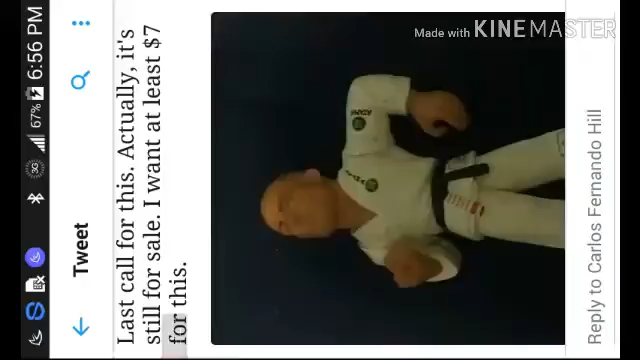 67% 6:56 PM
3G
Tweet
Last call for this. Actually, it's
still for sale. I want at least $7
for this.
Reply to Carlos Fernando Hill
Made with KINEMASTER